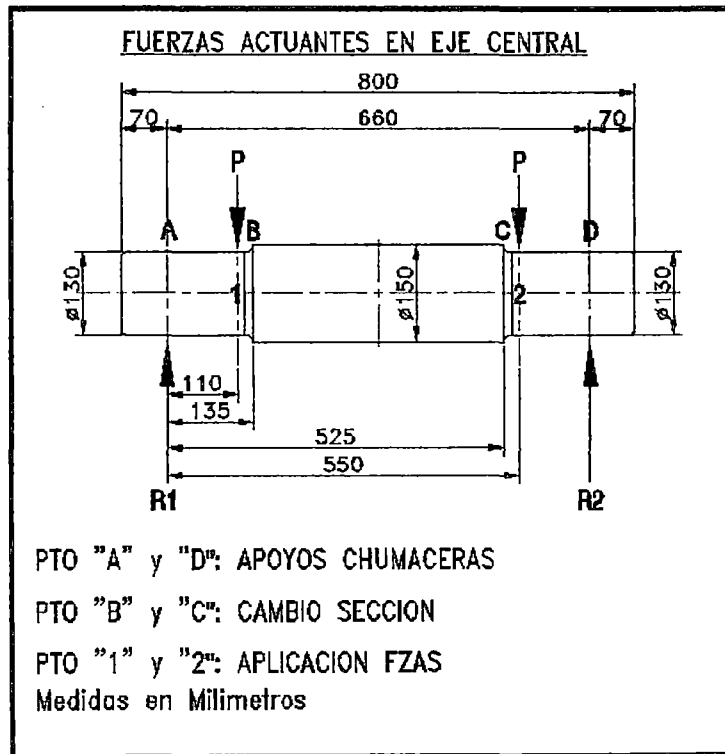 FUERZAS ACTUANTES EN EJE CENTRAL
800
70 660 70
P P
A B C D
ø130 1 ø150 2 ø130
110
135
525
550
R1 R2
PTO "A" y "D": APOYOS CHUMACERAS
PTO "B" y "C": CAMBIO SECCION
PTO "1" y "2": APLICACION FZAS
Medidas en Milimetros